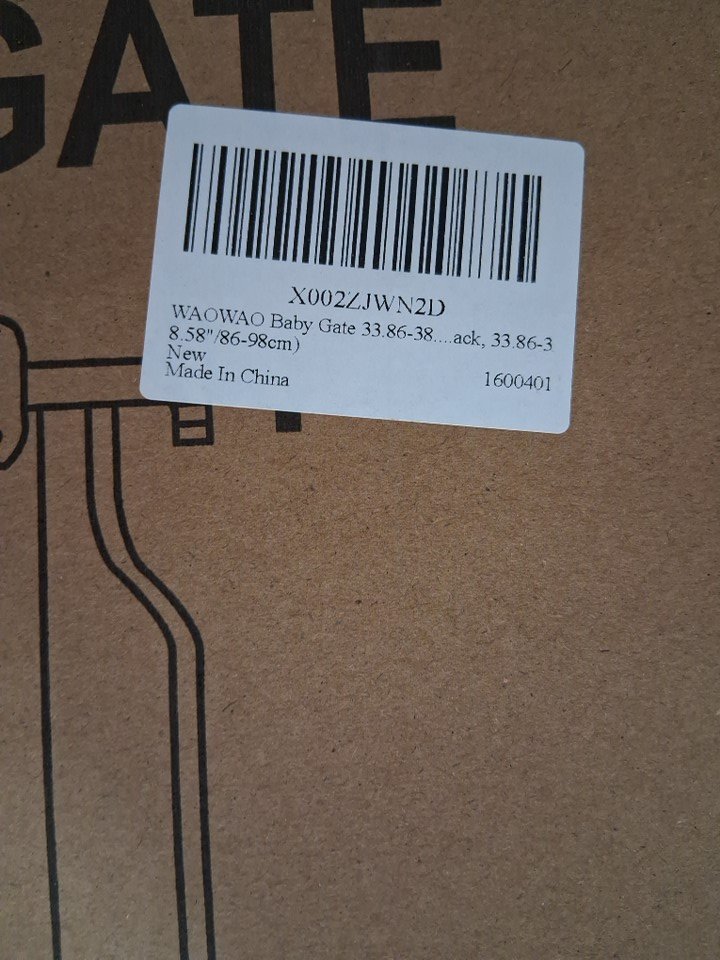 GATE
X002ZJWN2D
WAOWAO Baby Gate 33.86-38....ack, 33.86-3
8.58"/86-98cm)
New
Made In China 1600401